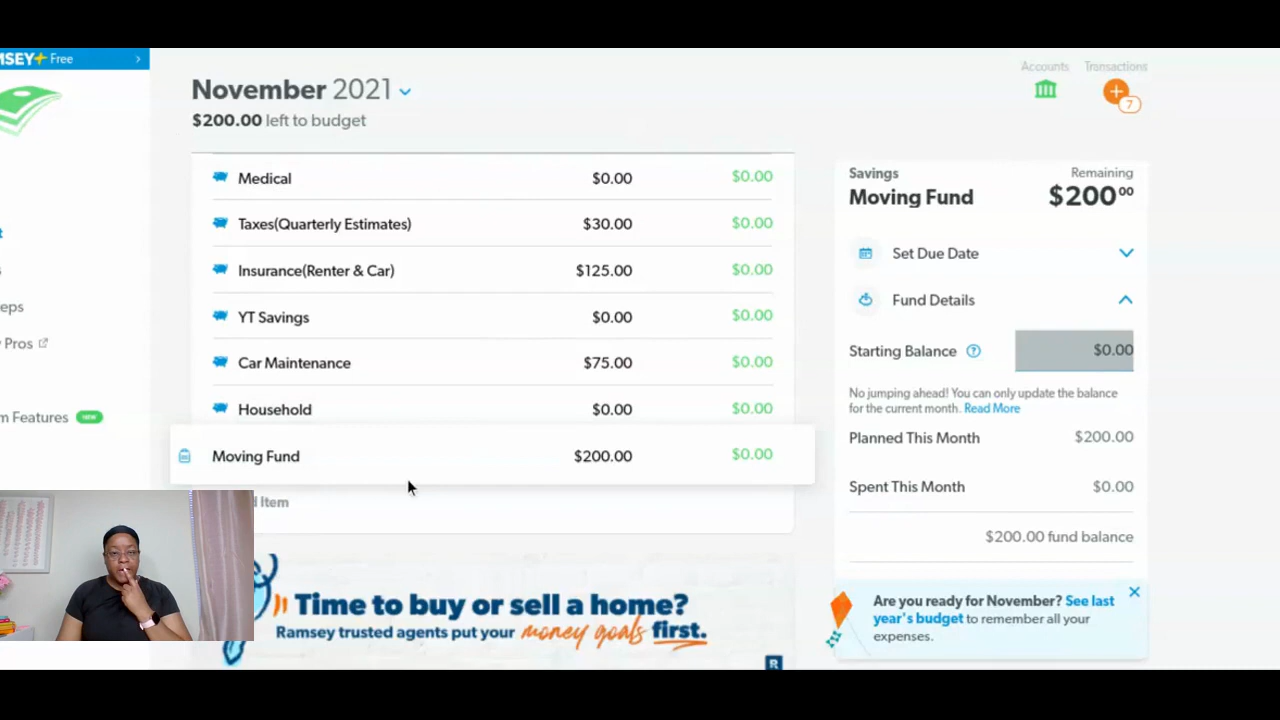 MSEY+ Free
November 2021
$200.00 left to budget
Accounts
Transactions
7
Medical $0.00 $0.00
Taxes(Quarterly Estimates) $30.00 $0.00
Insurance(Renter & Car) $125.00 $0.00
YT Savings $0.00 $0.00
Car Maintenance $75.00 $0.00
Household $0.00 $0.00
Moving Fund $200.00 $0.00
Item
eps
Pros
m Features NEW
Savings Remaining
Moving Fund $200⁰⁰
Set Due Date
Fund Details
Starting Balance ? $0.00
No jumping ahead! You can only update the balance
for the current month. Read More
Planned This Month $200.00
Spent This Month $0.00
$200.00 fund balance
Are you ready for November? See last
year's budget to remember all your
expenses.
Time to buy or sell a home?
Ramsey trusted agents put your money goals first.
R